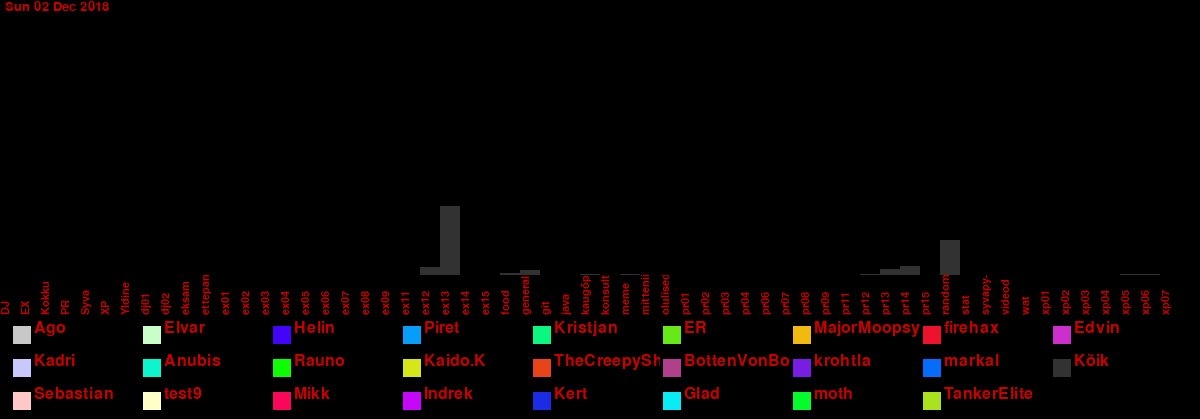 Sun 02 Dec 2018
DJ
EX
Kokku
PR
Syva
XP
Yldine
dj01
dj02
eksam
ettepan
ex01
ex02
ex03
ex04
ex05
ex06
ex07
ex08
ex09
ex11
ex12
ex13
ex14
ex15
food
general
git
java
kaugõp
konsult
meme
mittenii
olulised
pr01
pr02
pr03
pr04
pr06
pr07
pr08
pr09
pr11
pr12
pr13
pr14
pr15
random
stat
syvapy-
videod
wat
xp01
xp02
xp03
xp04
xp05
xp06
xp07
Ago Elvar Helin Piret Kristjan ER MajorMoopsy firehax Edvin
Kadri Anubis Rauno Kaido.K TheCreepySh BottenVonBo krohtla markal Kõik
Sebastian test9 Mikk Indrek Kert Glad moth TankerElite